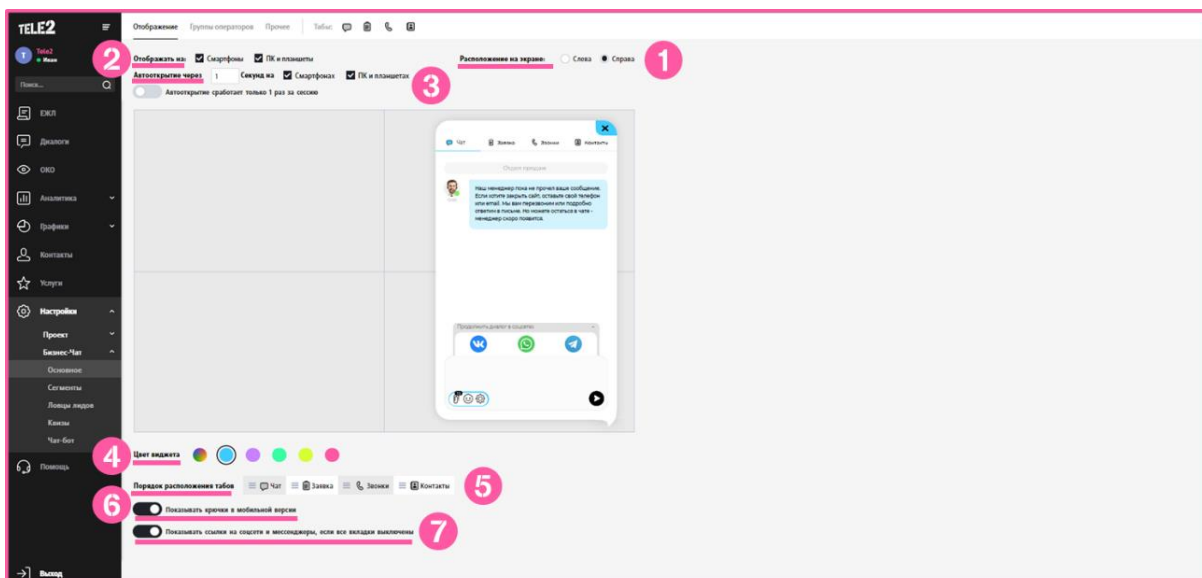 TELE2
Отображение Группы операторов Прочее Табы:
T
Tele2
Иван
2
Отображать на: Смартфоны ПК и планшеты
Расположение на экране: Слева Справа
1
Автооткрытие через 1 Секунд на Смартфонах ПК и планшетах
3
Автооткрытие сработает только 1 раз за сессию
Поиск...
ЕЖЛ
Диалоги
ОКО
Аналитика
Графики
Контакты
Услуги
Настройки
Проект
Бизнес-Чат
Основное
Сегменты
Ловцы лидов
Квизы
Чат-бот
Помощь
Выход
Чат Заявка Звонки Контакты
Отдел продаж
Наш менеджер пока не прочел ваше сообщение.
Если хотите закрыть сайт, оставьте свой телефон
или email. Мы вам перезвоним или подробно
ответим в письме. Но можете остаться в чате -
менеджер скоро появится.
Продолжить диалог в соцсетях
4
Цвет виджета
Порядок расположения табов Чат Заявка Звонки Контакты
5
6
Показывать крючки в мобильной версии
Показывать ссылки на соцсети и мессенджеры, если все вкладки выключены
7